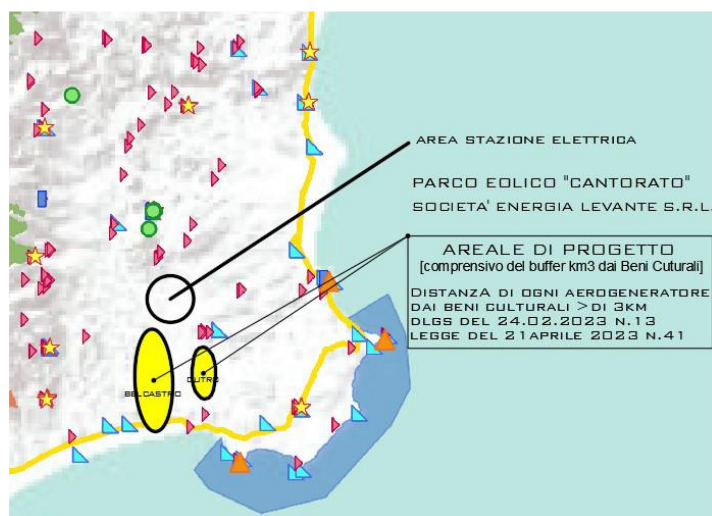 AREA STAZIONE ELETTRICA
PARCO EOLICO "CANTORATO"
SOCIETA' ENERGIA LEVANTE S.R.L.
AREALE DI PROGETTO
[comprensivo del buffer km3 dai Beni Cuturali]
DISTANZA DI OGNI AEROGENERATORE
DAI BENI CULTURALI >DI 3KM
DLGS DEL 24.02.2023 N.13
LEGGE DEL 21APRILE 2023 N.41
BELCASTRO
CUTRO